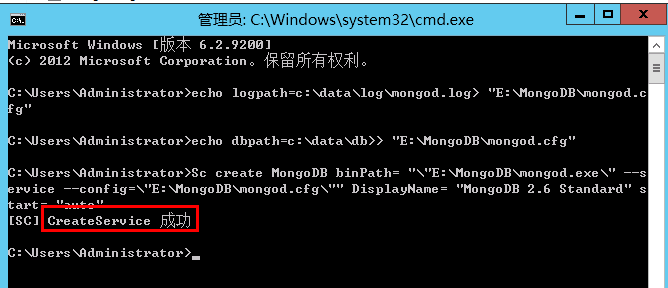 管理员: C:\Windows\system32\cmd.exe
Microsoft Windows [版本 6.2.9200]
(c) 2012 Microsoft Corporation。保留所有权利。
C:\Users\Administrator>echo logpath=c:\data\log\mongod.log> "E:\MongoDB\mongod.c
fg"
C:\Users\Administrator>echo dbpath=c:\data\db>> "E:\MongoDB\mongod.cfg"
C:\Users\Administrator>Sc create MongoDB binPath= "\"E:\MongoDB\mongod.exe\" --s
ervice --config=\"E:\MongoDB\mongod.cfg\"" DisplayName= "MongoDB 2.6 Standard" s
tart= "auto"
[SC] CreateService 成功
C:\Users\Administrator>_